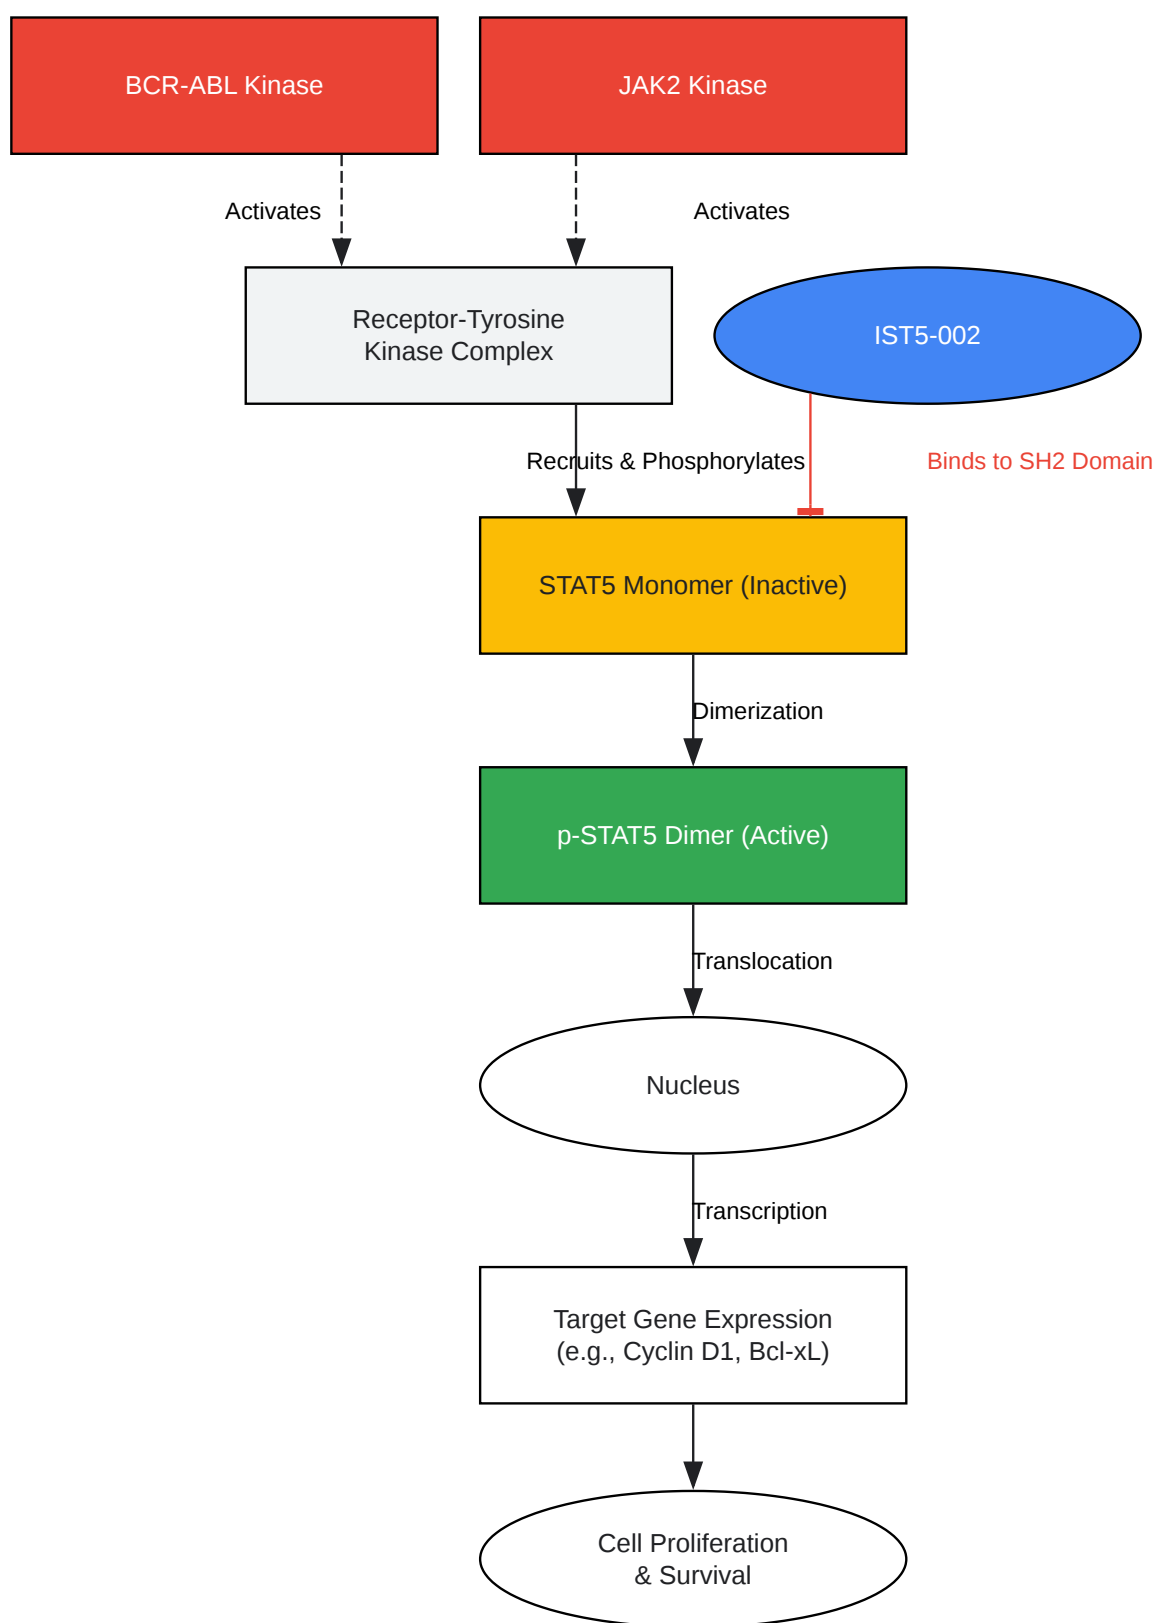 BCR-ABL Kinase
JAK2 Kinase
Activates
Activates
Receptor-Tyrosine
Kinase Complex
IST5-002
Recruits & Phosphorylates
Binds to SH2 Domain
STAT5 Monomer (Inactive)
Dimerization
p-STAT5 Dimer (Active)
Translocation
Nucleus
Transcription
Target Gene Expression
(e.g., Cyclin D1, Bcl-xL)
Cell Proliferation
& Survival